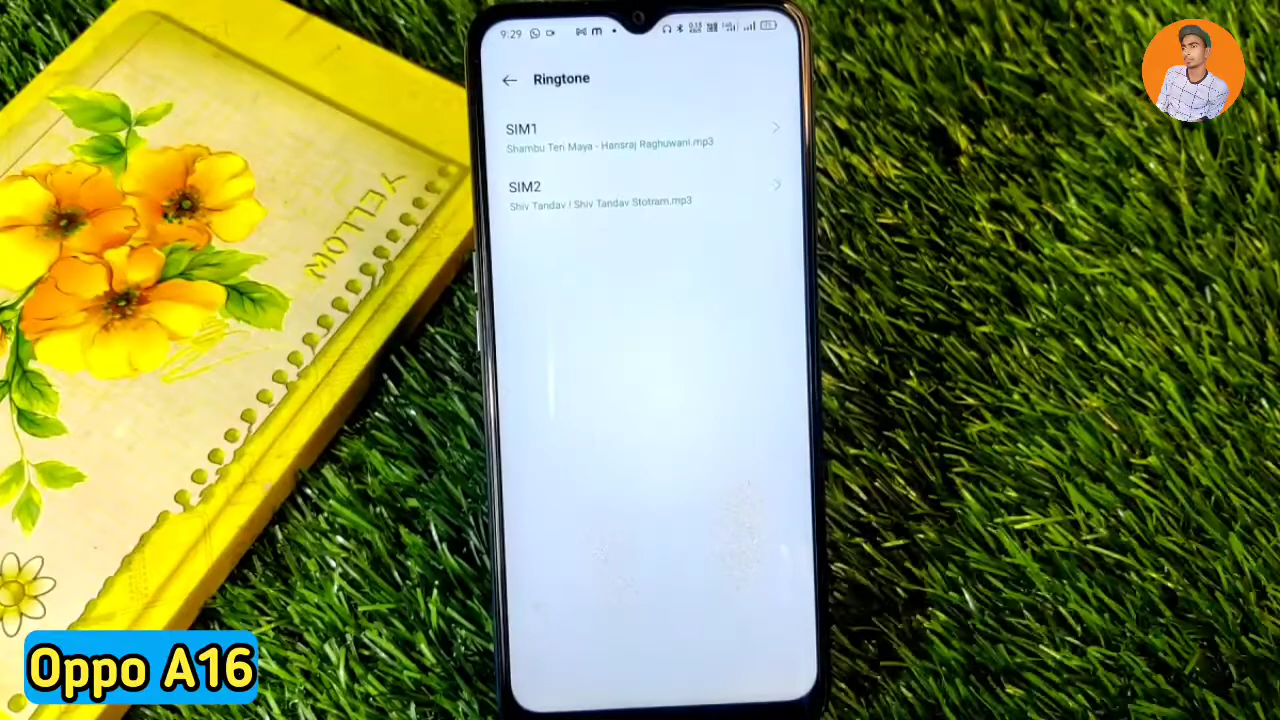 9:29
Ringtone
SIM1
Shambu Teri Maya - Hansraj Raghuwani.mp3
SIM2
Shiv Tandav ! Shiv Tandav Stotram.mp3
YELLOW
Oppo A16